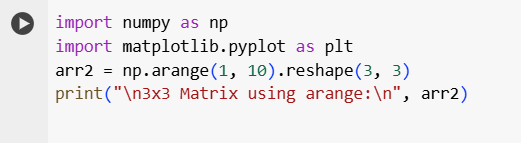 import numpy as np
import matplotlib.pyplot as plt
arr2 = np.arange(1, 10).reshape(3, 3)
print("\n3x3 Matrix using arange:\n", arr2)